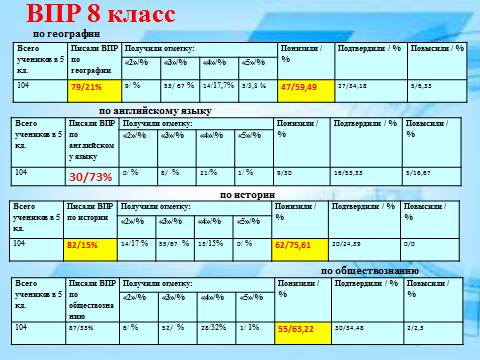 ВПР 8 класс
по географии
Всего учеников в 5 кл. Писали ВПР по географии Получили отметку: Понизили / % Подтвердили / % Повысили / %
«2»/% «3»/% «4»/% «5»/%
104 79/21% 9/ % 53/ 67 % 14/17,7% 3/3,8 % 47/59,49 27/34,18 5/6,33
по английскому языку
Всего учеников в 5 кл. Писали ВПР по английскому языку Получили отметку: Понизили / % Подтвердили / % Повысили / %
«2»/% «3»/% «4»/% «5»/%
104 30/73% 0/ % 8/ % 21/% 1/ % 9/30 16/53,33 5/16,67
по истории
Всего учеников в 5 кл. Писали ВПР по истории Получили отметку: Понизили / % Подтвердили / % Повысили / %
«2»/% «3»/% «4»/% «5»/%
104 82/15% 14/17 % 55/67 % 13/15% 0/ % 62/75,61 20/24,39 0/0
по обществознанию
Всего учеников в 5 кл. Писали ВПР по обществознанию Получили отметку: Понизили / % Подтвердили / % Повысили / %
«2»/% «3»/% «4»/% «5»/%
104 6/ % 52/ % 28/32% 1/ 1% 55/63,22 30/34,48 2/2,3